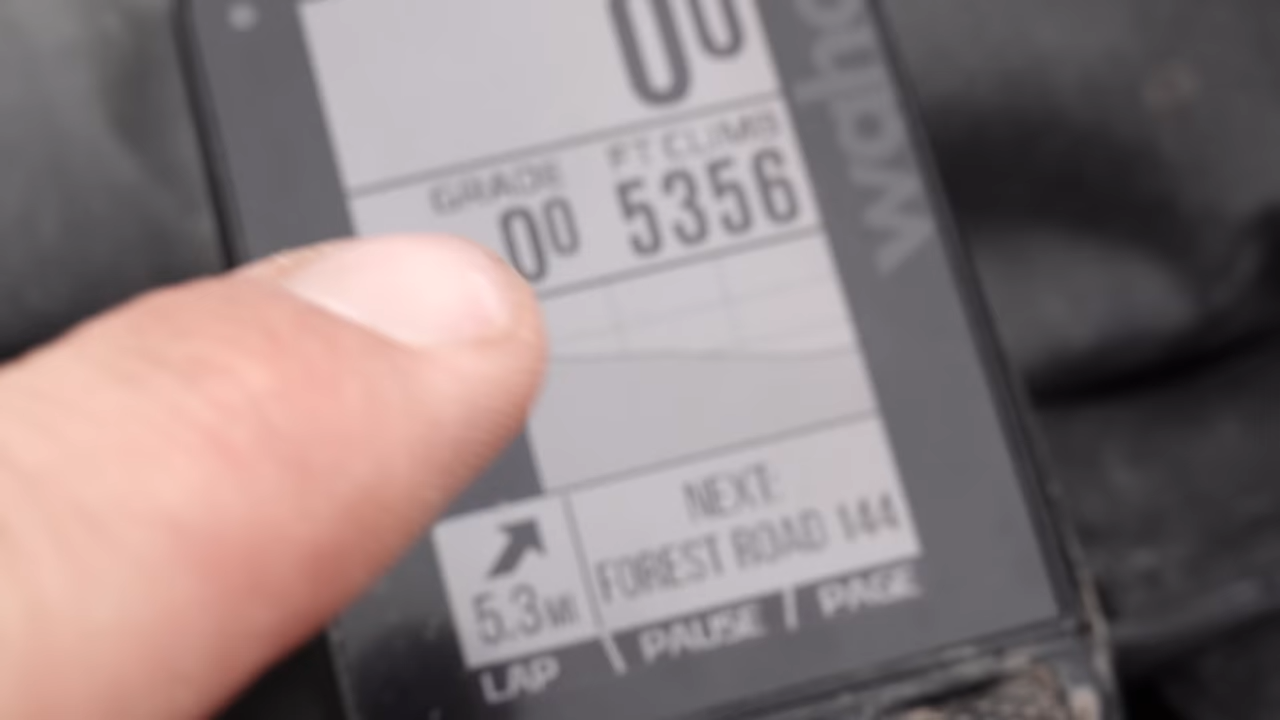 00
GRADE
FT CLIMB
00
5356
NEXT:
FOREST ROAD 144
5.3 MI
LAP \ PAUSE / PAGE
wahoo